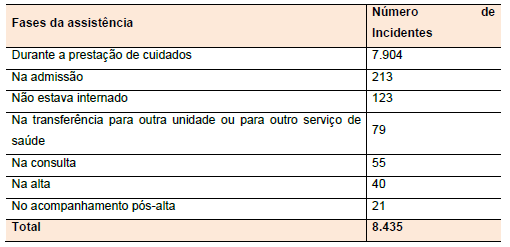 Fases da assistência
Número de
Incidentes
Durante a prestação de cuidados 7.904
Na admissão 213
Não estava internado 123
Na transferência para outra unidade ou para outro serviço de
saúde
79
Na consulta 55
Na alta 40
No acompanhamento pós-alta 21
Total 8.435